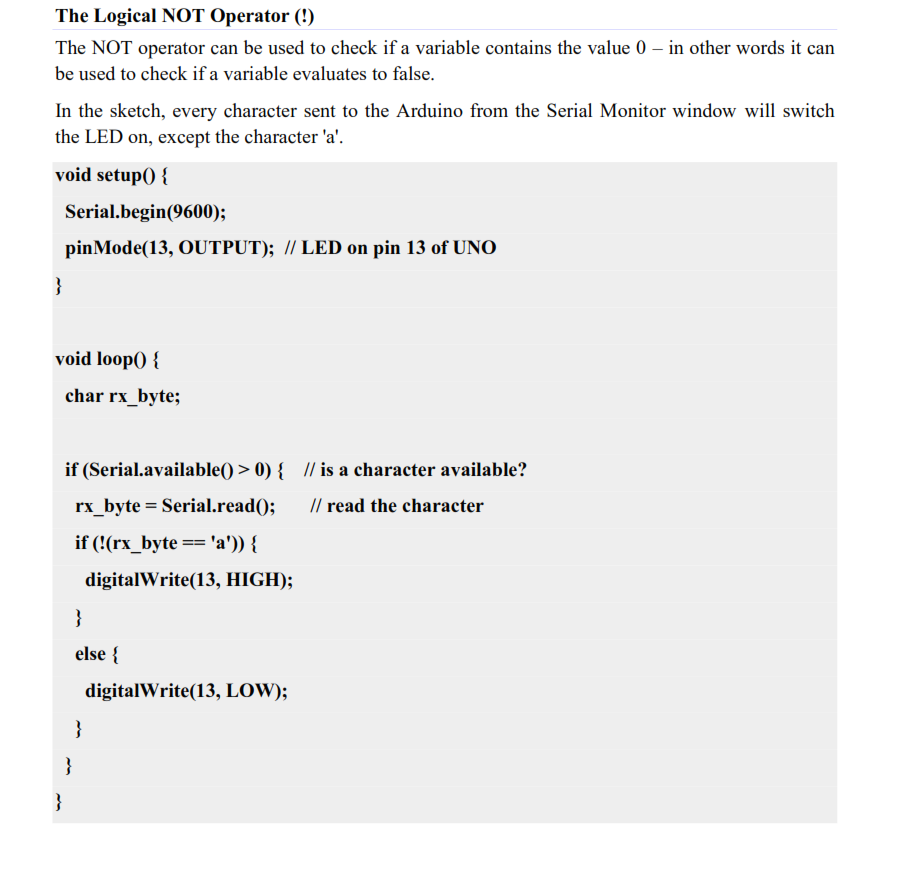 The Logical NOT Operator (!)
The NOT operator can be used to check if a variable contains the value 0 – in other words it can
be used to check if a variable evaluates to false.
In the sketch, every character sent to the Arduino from the Serial Monitor window will switch
the LED on, except the character 'a'.
void setup() {
Serial.begin(9600);
pinMode(13, OUTPUT); // LED on pin 13 of UNO
}
void loop() {
char rx_byte;
if (Serial.available() > 0) { // is a character available?
rx_byte = Serial.read(); // read the character
if (!(rx_byte == 'a')) {
digitalWrite(13, HIGH);
}
else {
digitalWrite(13, LOW);
}
}
}